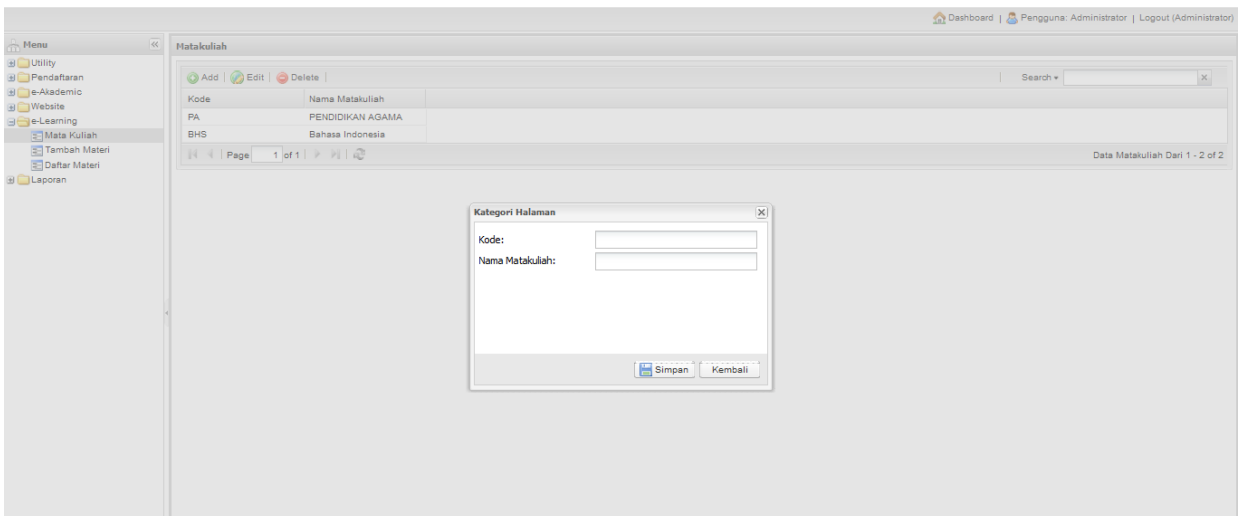 Dashboard | Pengguna: Administrator | Logout (Administrator)
Menu
Utility
Pendaftaran
e-Akademic
Website
e-Learning
Mata Kuliah
Tambah Materi
Daftar Materi
Laporan
Matakuliah
Add | Edit | Delete | Search
Kode Nama Matakuliah
PA PENDIDIKAN AGAMA
BHS Bahasa Indonesia
Page 1 of 1 Data Matakuliah Dari 1 - 2 of 2
Kategori Halaman
Kode:
Nama Matakuliah:
Simpan Kembali